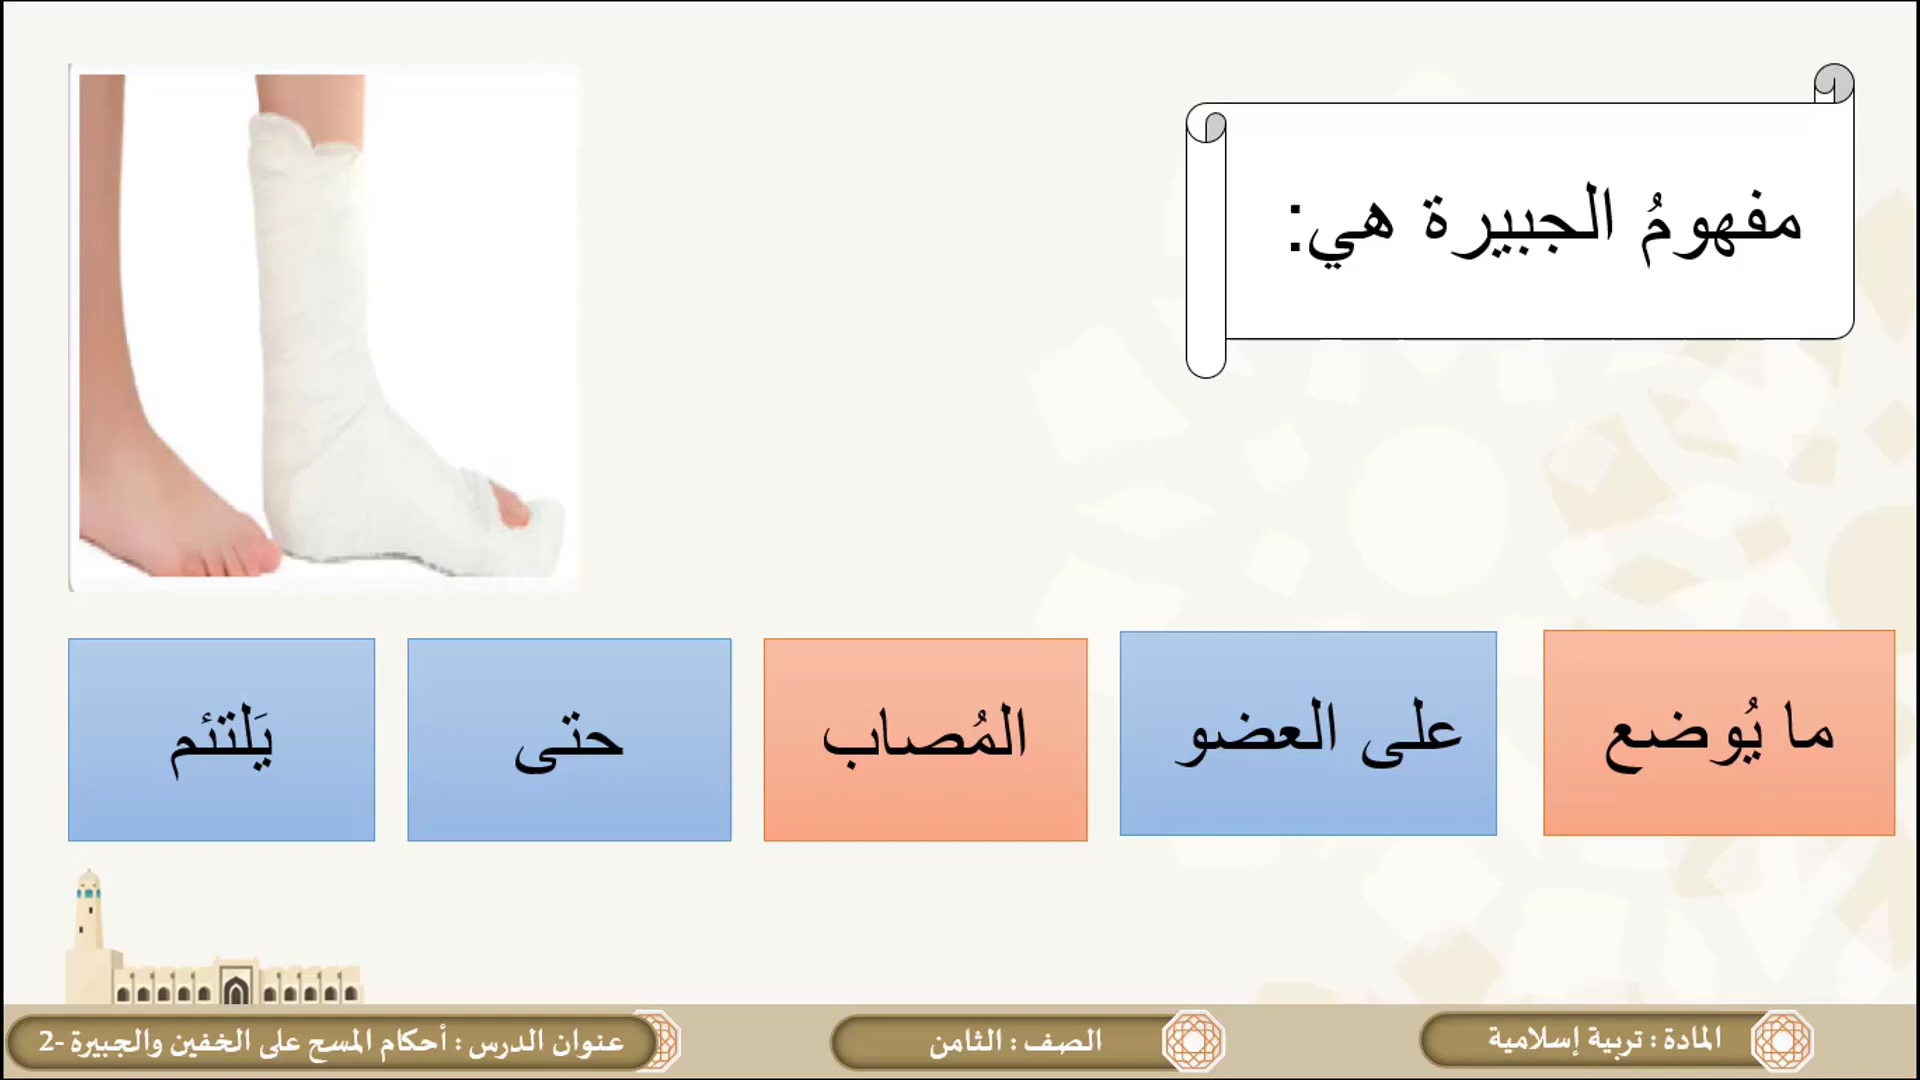 مفهومُ الجبيرة هي:
ما يُوضع
على العضو
المُصاب
حتى
يَلتئم
المادة : تربية إسلامية
الصف : الثامن
عنوان الدرس : أحكام المسح على الخفين والجبيرة -2